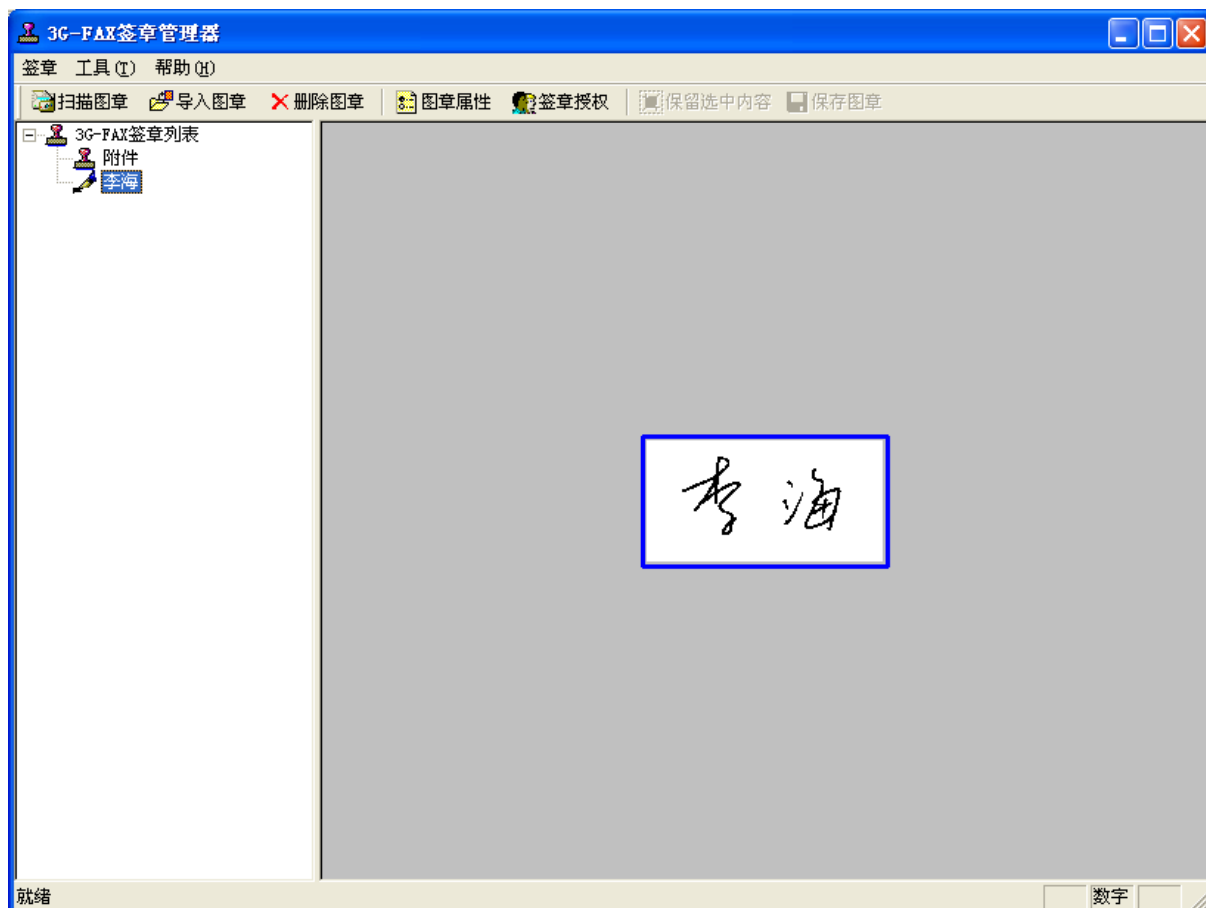 3G-FAX签章管理器
签章 工具(T) 帮助(H)
扫描图章 导入图章 删除图章 图章属性 签章授权 保留选中内容 保存图章
3G-FAX签章列表
附件
李海
李海
就绪 数字